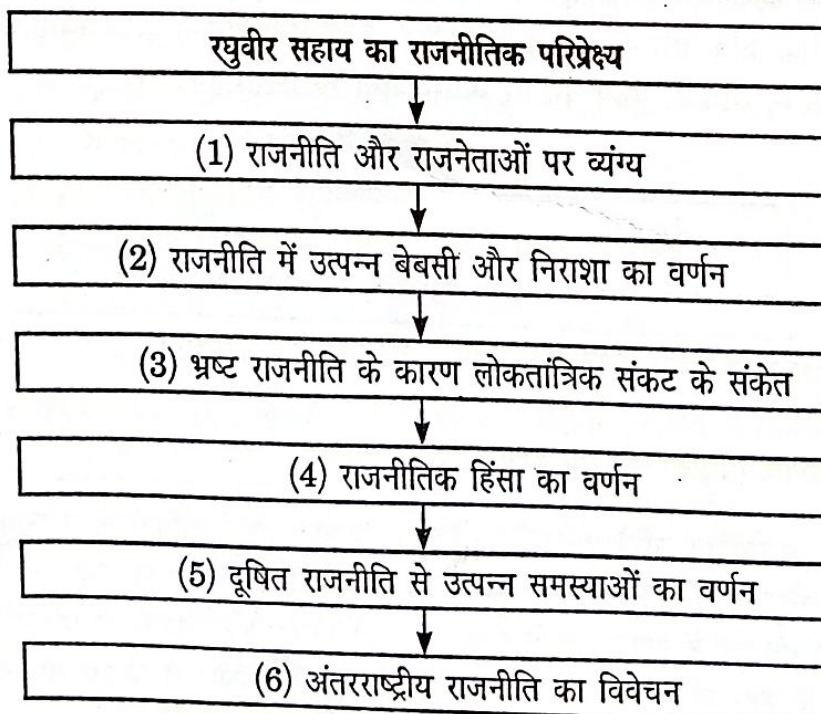 रघुवीर सहाय का राजनीतिक परिप्रेक्ष्य
(1) राजनीति और राजनेताओं पर व्यंग्य
(2) राजनीति में उत्पन्न बेबसी और निराशा का वर्णन
(3) भ्रष्ट राजनीति के कारण लोकतांत्रिक संकट के संकेत
(4) राजनीतिक हिंसा का वर्णन
(5) दूषित राजनीति से उत्पन्न समस्याओं का वर्णन
(6) अंतरराष्ट्रीय राजनीति का विवेचन